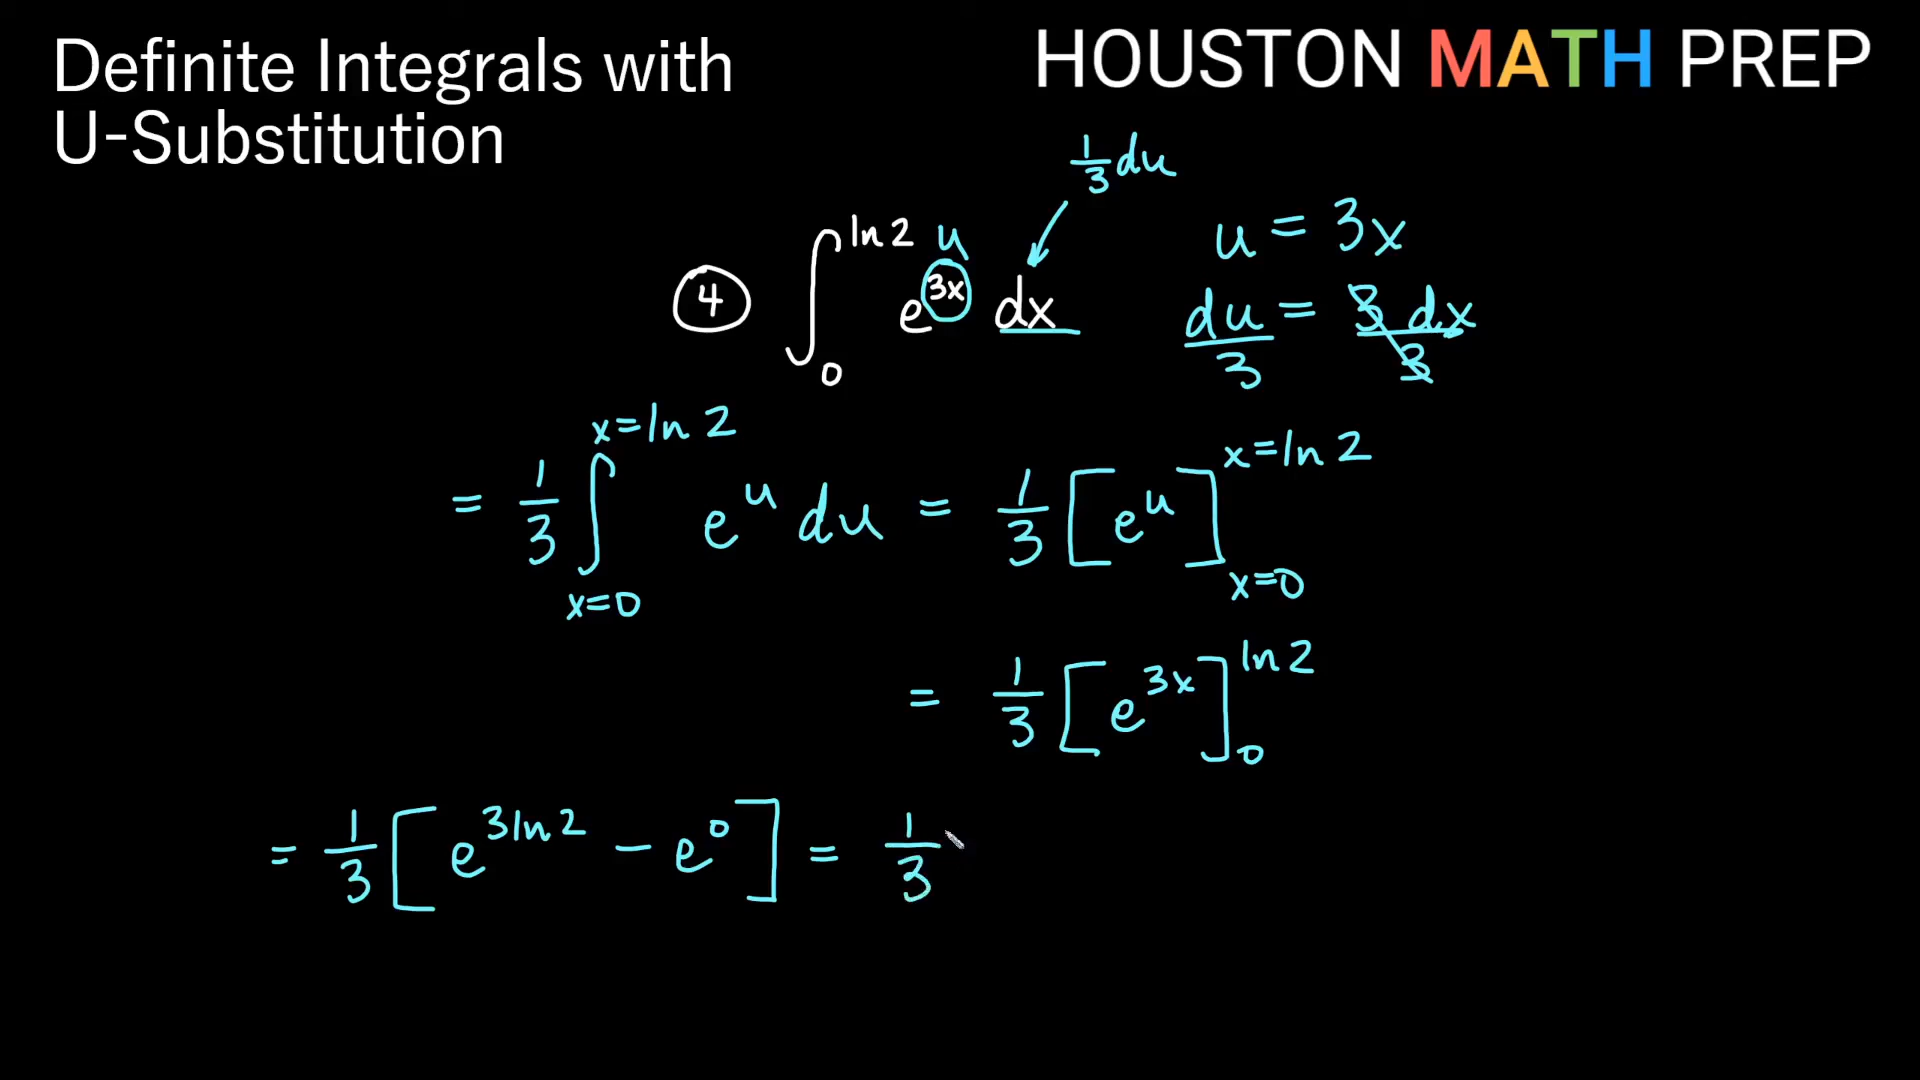 Definite Integrals with
U-Substitution
HOUSTON MATH PREP
1/3 du
④ ∫₀^{ln 2} e^{3x} dx
u
u = 3x
du/3 = 3 dx/3
= 1/3 ∫_{x=0}^{x=ln 2} e^u du = 1/3 [e^u]_{x=0}^{x=ln 2}
= 1/3 [e^{3x}]_0^{ln 2}
= 1/3 [e^{3ln 2} - e^0] = 1/3